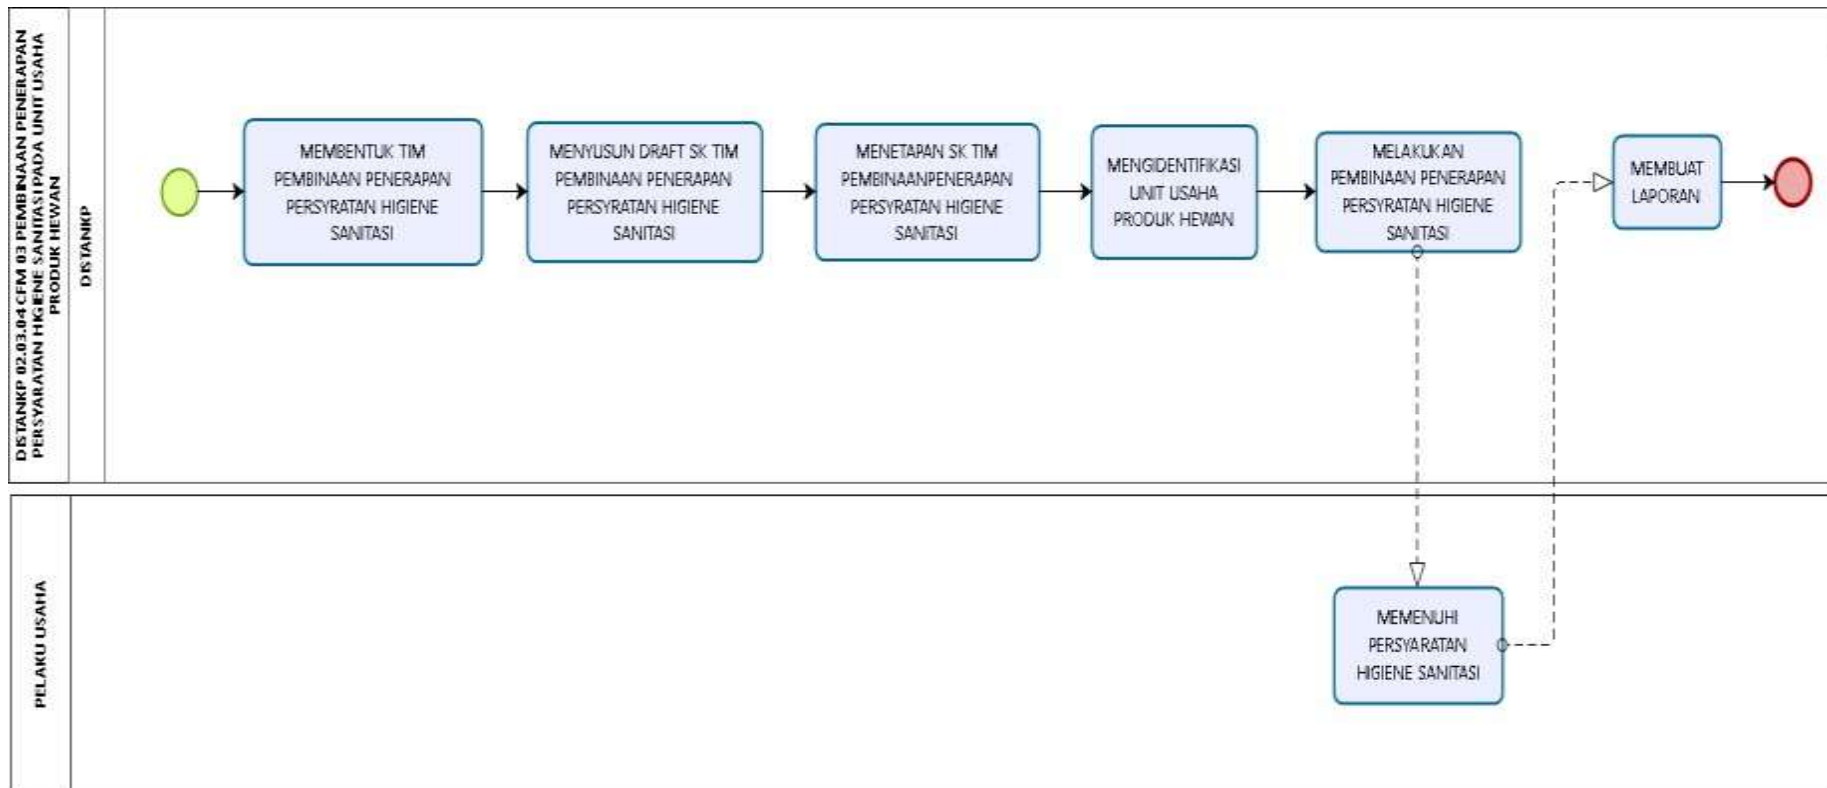 DISTANKP 02.03.04 CFM 03 PEMBINAAN PENERAPAN
PERSYARATAN HIGIENE SANITASI PADA UNIT USAHA
PRODUK HEWAN
DISTANKP
MEMBENTUK TIM
PEMBINAAN PENERAPAN
PERSYRATAN HIGIENE
SANITASI
MENYUSUN DRAFT SK TIM
PEMBINAAN PENERAPAN
PERSYRATAN HIGIENE
SANITASI
MENETAPAN SK TIM
PEMBINAANPENERAPAN
PERSYRATAN HIGIENE
SANITASI
MENGIDENTIFIKASI
UNIT USAHA
PRODUK HEWAN
MELAKUKAN
PEMBINAAN PENERAPAN
PERSYRATAN HIGIENE
SANITASI
MEMBUAT
LAPORAN
PELAKU USAHA
MEMENUHI
PERSYARATAN
HIGIENE SANITASI